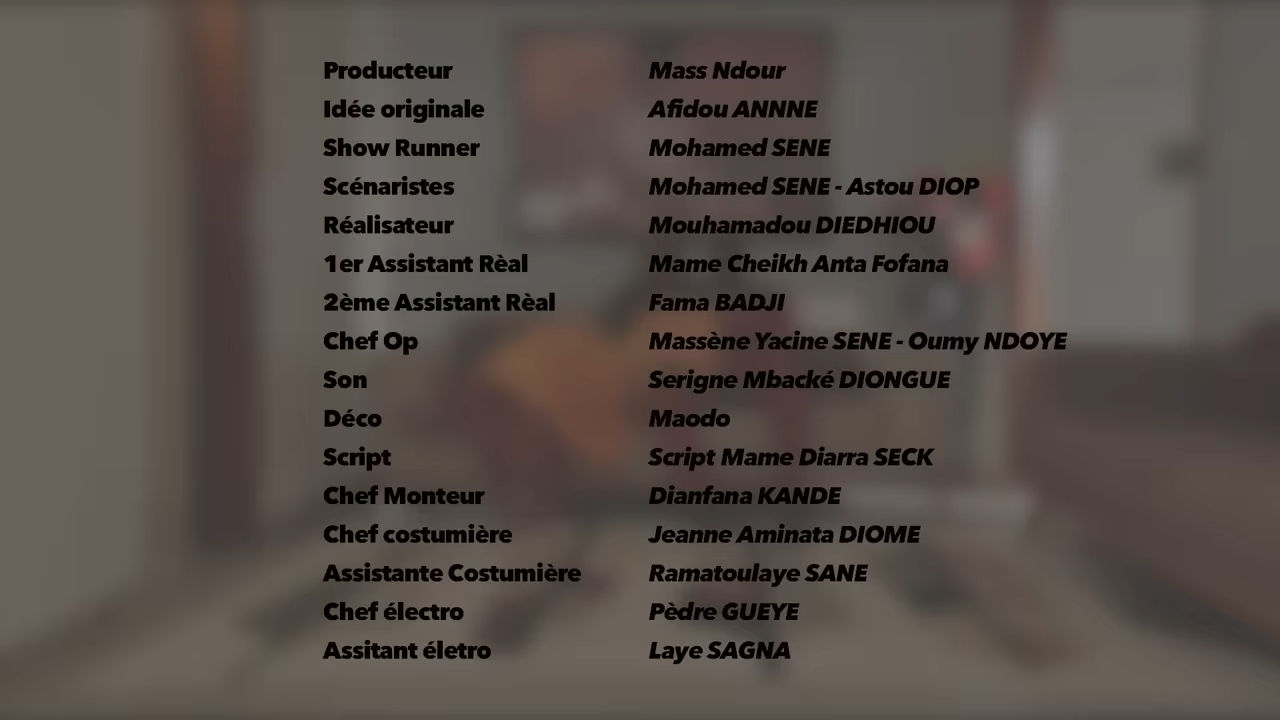 Producteur Mass Ndour
Idée originale Afidou ANNNE
Show Runner Mohamed SENE
Scénaristes Mohamed SENE - Astou DIOP
Réalisateur Mouhamadou DIEDHIOU
1er Assistant Rèal Mame Cheikh Anta Fofana
2ème Assistant Rèal Fama BADJI
Chef Op Massène Yacine SENE - Oumy NDOYE
Son Serigne Mbacké DIONGUE
Déco Maodo
Script Script Mame Diarra SECK
Chef Monteur Dianfana KANDE
Chef costumière Jeanne Aminata DIOME
Assistante Costumière Ramatoulaye SANE
Chef électro Pèdre GUEYE
Assitant életro Laye SAGNA